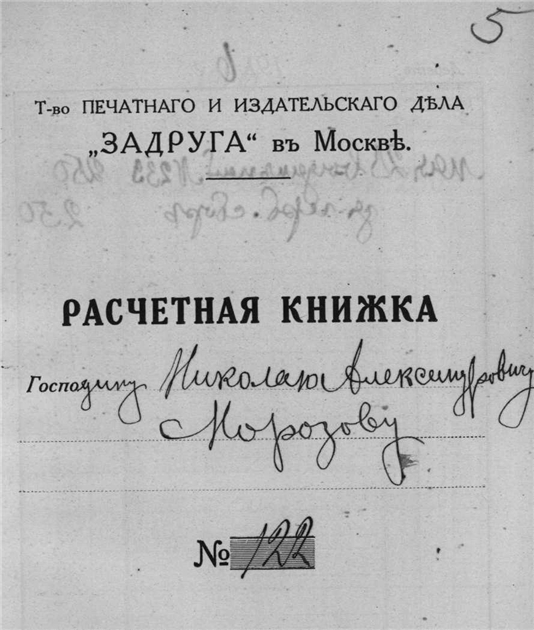 5
Т-во ПЕЧАТНАГО И ИЗДАТЕЛЬСКАГО ДѢЛА
„ЗАДРУГА“ въ Москвѣ.
РАСЧЕТНАЯ КНИЖКА
Господину Николаю Александровичу
Морозову
№ 122